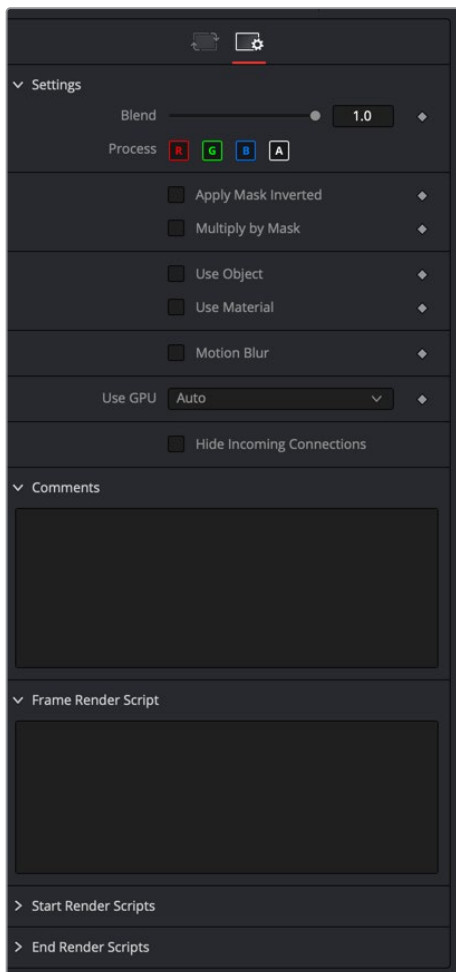 Settings
Blend 1.0
Process R G B A
Apply Mask Inverted
Multiply by Mask
Use Object
Use Material
Motion Blur
Use GPU Auto
Hide Incoming Connections
Comments
Frame Render Script
Start Render Scripts
End Render Scripts